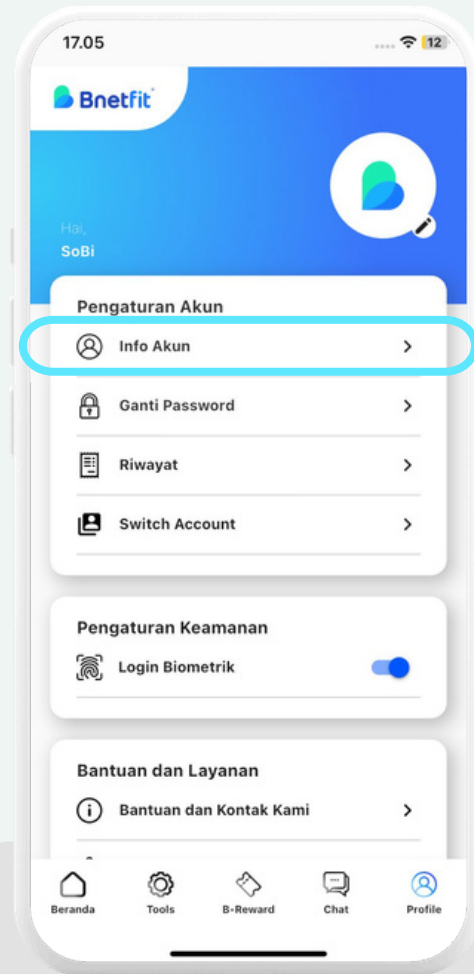 17.05
12
Bnetfit
Hai,
SoBi
Pengaturan Akun
Info Akun
Ganti Password
Riwayat
Switch Account
Pengaturan Keamanan
Login Biometrik
Bantuan dan Layanan
Bantuan dan Kontak Kami
Beranda
Tools
B-Reward
Chat
Profile